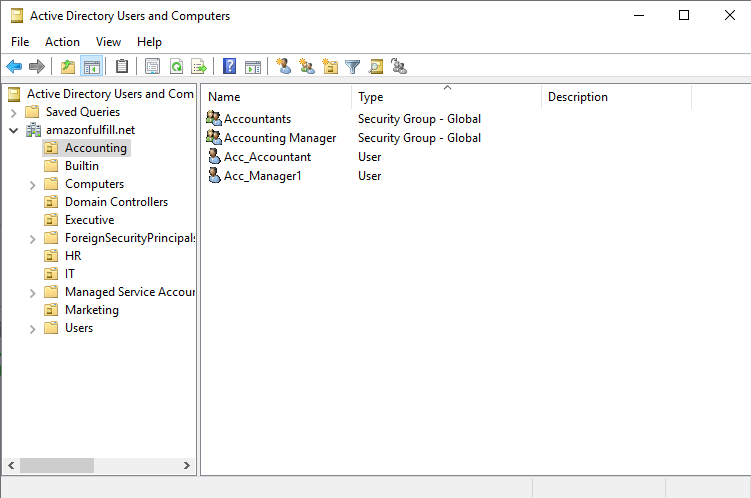 Active Directory Users and Computers
File Action View Help
Active Directory Users and Com
Saved Queries
amazonfulfill.net
Accounting
Builtin
Computers
Domain Controllers
Executive
ForeignSecurityPrincipals
HR
IT
Managed Service Accour
Marketing
Users
Name Type Description
Accountants Security Group - Global
Accounting Manager Security Group - Global
Acc_Accountant User
Acc_Manager1 User